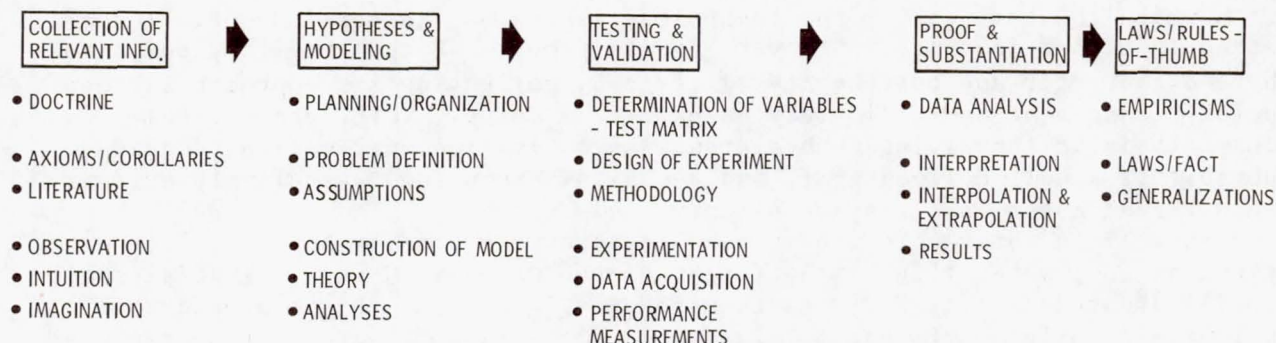 COLLECTION OF
RELEVANT INFO.
• DOCTRINE
• AXIOMS/COROLLARIES
• LITERATURE
• OBSERVATION
• INTUITION
• IMAGINATION
HYPOTHESES &
MODELING
• PLANNING/ORGANIZATION
• PROBLEM DEFINITION
• ASSUMPTIONS
• CONSTRUCTION OF MODEL
• THEORY
• ANALYSES
TESTING &
VALIDATION
• DETERMINATION OF VARIABLES
- TEST MATRIX
• DESIGN OF EXPERIMENT
• METHODOLOGY
• EXPERIMENTATION
• DATA ACQUISITION
• PERFORMANCE
MEASUREMENTS
PROOF &
SUBSTANTIATION
• DATA ANALYSIS
• INTERPRETATION
• INTERPOLATION &
EXTRAPOLATION
• RESULTS
LAWS/RULES-
OF-THUMB
• EMPIRICISMS
• LAWS/FACT
• GENERALIZATIONS